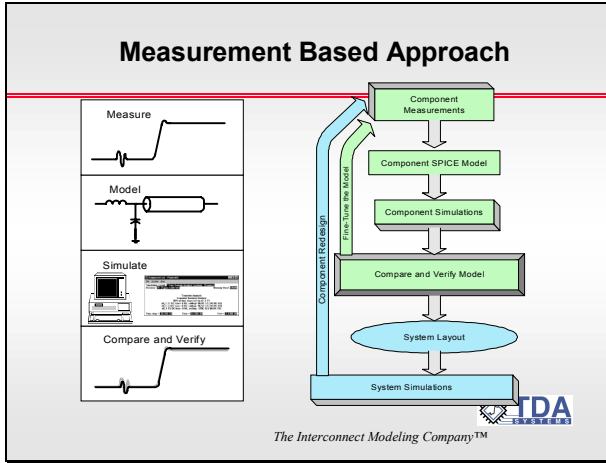 Measurement Based Approach
Measure
Model
Simulate
Compare and Verify
Component
Measurements
Component SPICE Model
Component Simulations
Compare and Verify Model
System Layout
System Simulations
Component Redesign
Fine-Tune the Model
TDA
SYSTEMS
The Interconnect Modeling Company™